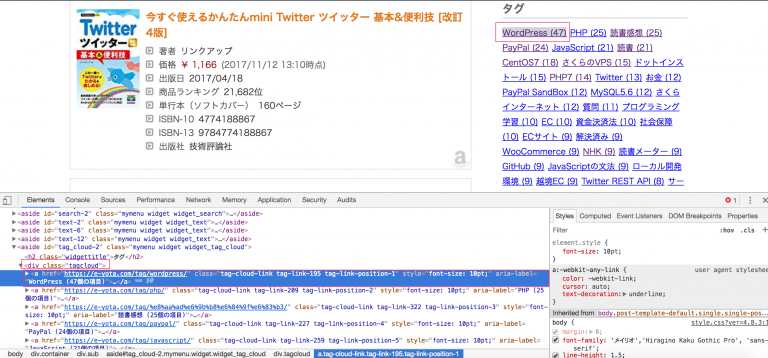 今すぐ使えるかんたんmini Twitter ツイッター 基本&便利技 [改訂
4版]
Twitter
ツイッター
基本&便利技
著者 リンクアップ
価格 ¥ 1,166 (2017/11/12 13:10時点)
出版日 2017/04/18
商品ランキング 21,682位
単行本(ソフトカバー) 160ページ
ISBN-10 4774188867
ISBN-13 9784774188867
出版社 技術評論社
a
タグ
WordPress (47) PHP (25) 読書感想 (25)
PayPal (24) JavaScript (21) 読書 (21)
CentOS7 (18) さくらのVPS (15) ドットインス
トール (15) PHP7 (14) Twitter (13) お金 (12)
PayPal SandBox (12) MySQL5.6 (12) さくら
インターネット (12) 質問 (11) プログラミング
学習 (10) EC (10) 資金決済法 (10) 社会保障
(10) ECサイト (9) 解決済み (9)
WooCommerce (9) NHK (9) 読書メーター (9)
GitHub (9) JavaScriptの文法 (9) ローカル開発
環境 (9) 越境EC (9) Twitter REST API (8) サー
Elements Console Sources Performance Network Memory Application Security Audits 1
<aside id="search-2" class="mymenu widget widget_search">…</aside>
<aside id="text-2" class="mymenu widget widget_text">…</aside>
<aside id="text-6" class="mymenu widget widget_text">…</aside>
<aside id="text-12" class="mymenu widget widget_text">…</aside>
<aside id="tag_cloud-2" class="mymenu widget widget_tag_cloud">
<h2 class="widgettitle">タグ</h2>
<div class="tagcloud">
<a href="https://e-yota.com/tag/wordpress/" class="tag-cloud-link tag-link-195 tag-link-position-1" style="font-size: 10pt;" aria-label=
"WordPress (47個の項目)">…</a> == $0
<a href="https://e-yota.com/tag/php/" class="tag-cloud-link tag-link-209 tag-link-position-2" style="font-size: 10pt;" aria-label="PHP (25
個の項目)">…</a>
<a href="https://e-yota.com/tag/%e8%aa%ad%e6%9b%b8%e6%84%9f%e6%83%b3/" class="tag-cloud-link tag-link-322 tag-link-position-3" style="font-
size: 10pt;" aria-label="読書感想 (25個の項目)">…</a>
<a href="https://e-yota.com/tag/paypal/" class="tag-cloud-link tag-link-227 tag-link-position-4" style="font-size: 10pt;" aria-label=
"PayPal (24個の項目)">…</a>
<a href="https://e-yota.com/tag/javascript/" class="tag-cloud-link tag-link-259 tag-link-position-5" style="font-size: 10pt;" aria-label=
"JavaScript (21個の項目)">…</a>
body div.container div.sub aside#tag_cloud-2.mymenu.widget.widget_tag_cloud div.tagcloud a.tag-cloud-link.tag-link-195.tag-link-position-1
Styles Computed Event Listeners DOM Breakpoints Properties
Filter :hov .cls +
element.style {
font-size: 10pt;
}
a:-webkit-any-link { user agent styleshee
color: -webkit-link;
cursor: auto;
text-decoration: underline;
}
Inherited from body.post-template-default.single.single-pos…
body { style.css?ver=4.8.3:1
margin: 0;
font-family: 'メイリオ','Hiragino Kaku Gothic Pro', 'sans-
serif';
line-height: 1.5;